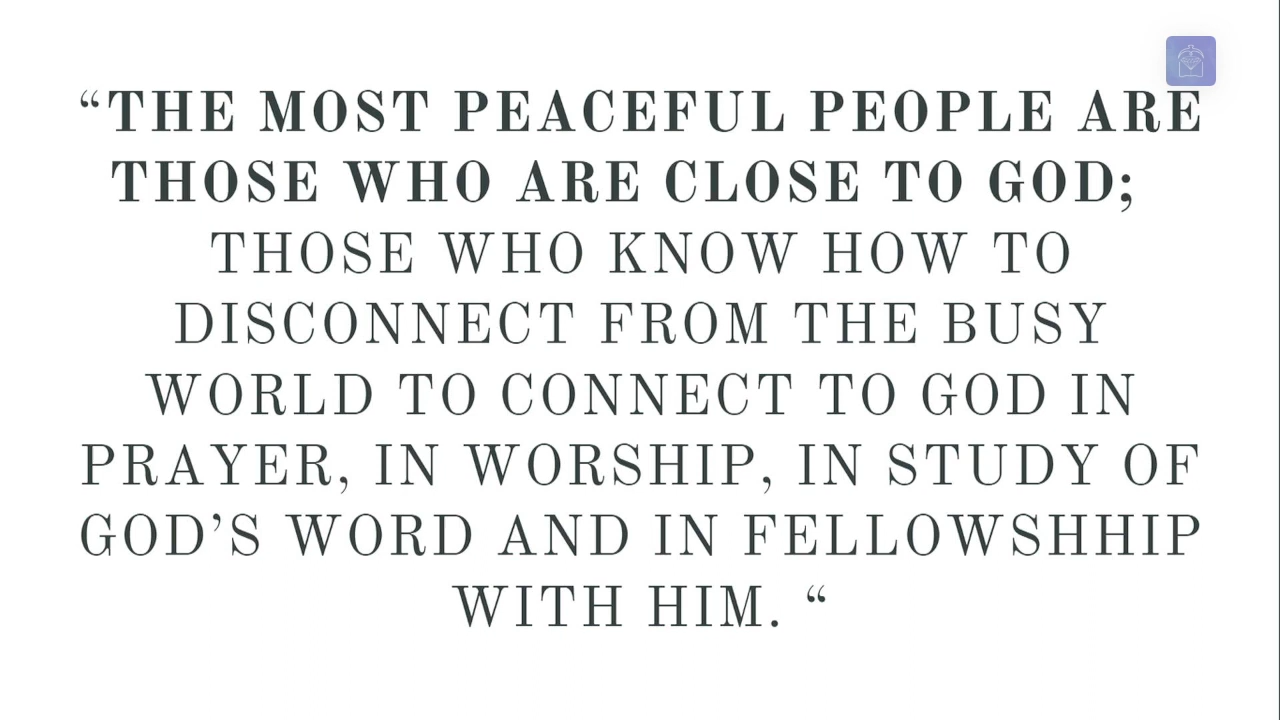 “THE MOST PEACEFUL PEOPLE ARE
THOSE WHO ARE CLOSE TO GOD;
THOSE WHO KNOW HOW TO
DISCONNECT FROM THE BUSY
WORLD TO CONNECT TO GOD IN
PRAYER, IN WORSHIP, IN STUDY OF
GOD’S WORD AND IN FELLOWSHHIP
WITH HIM. “